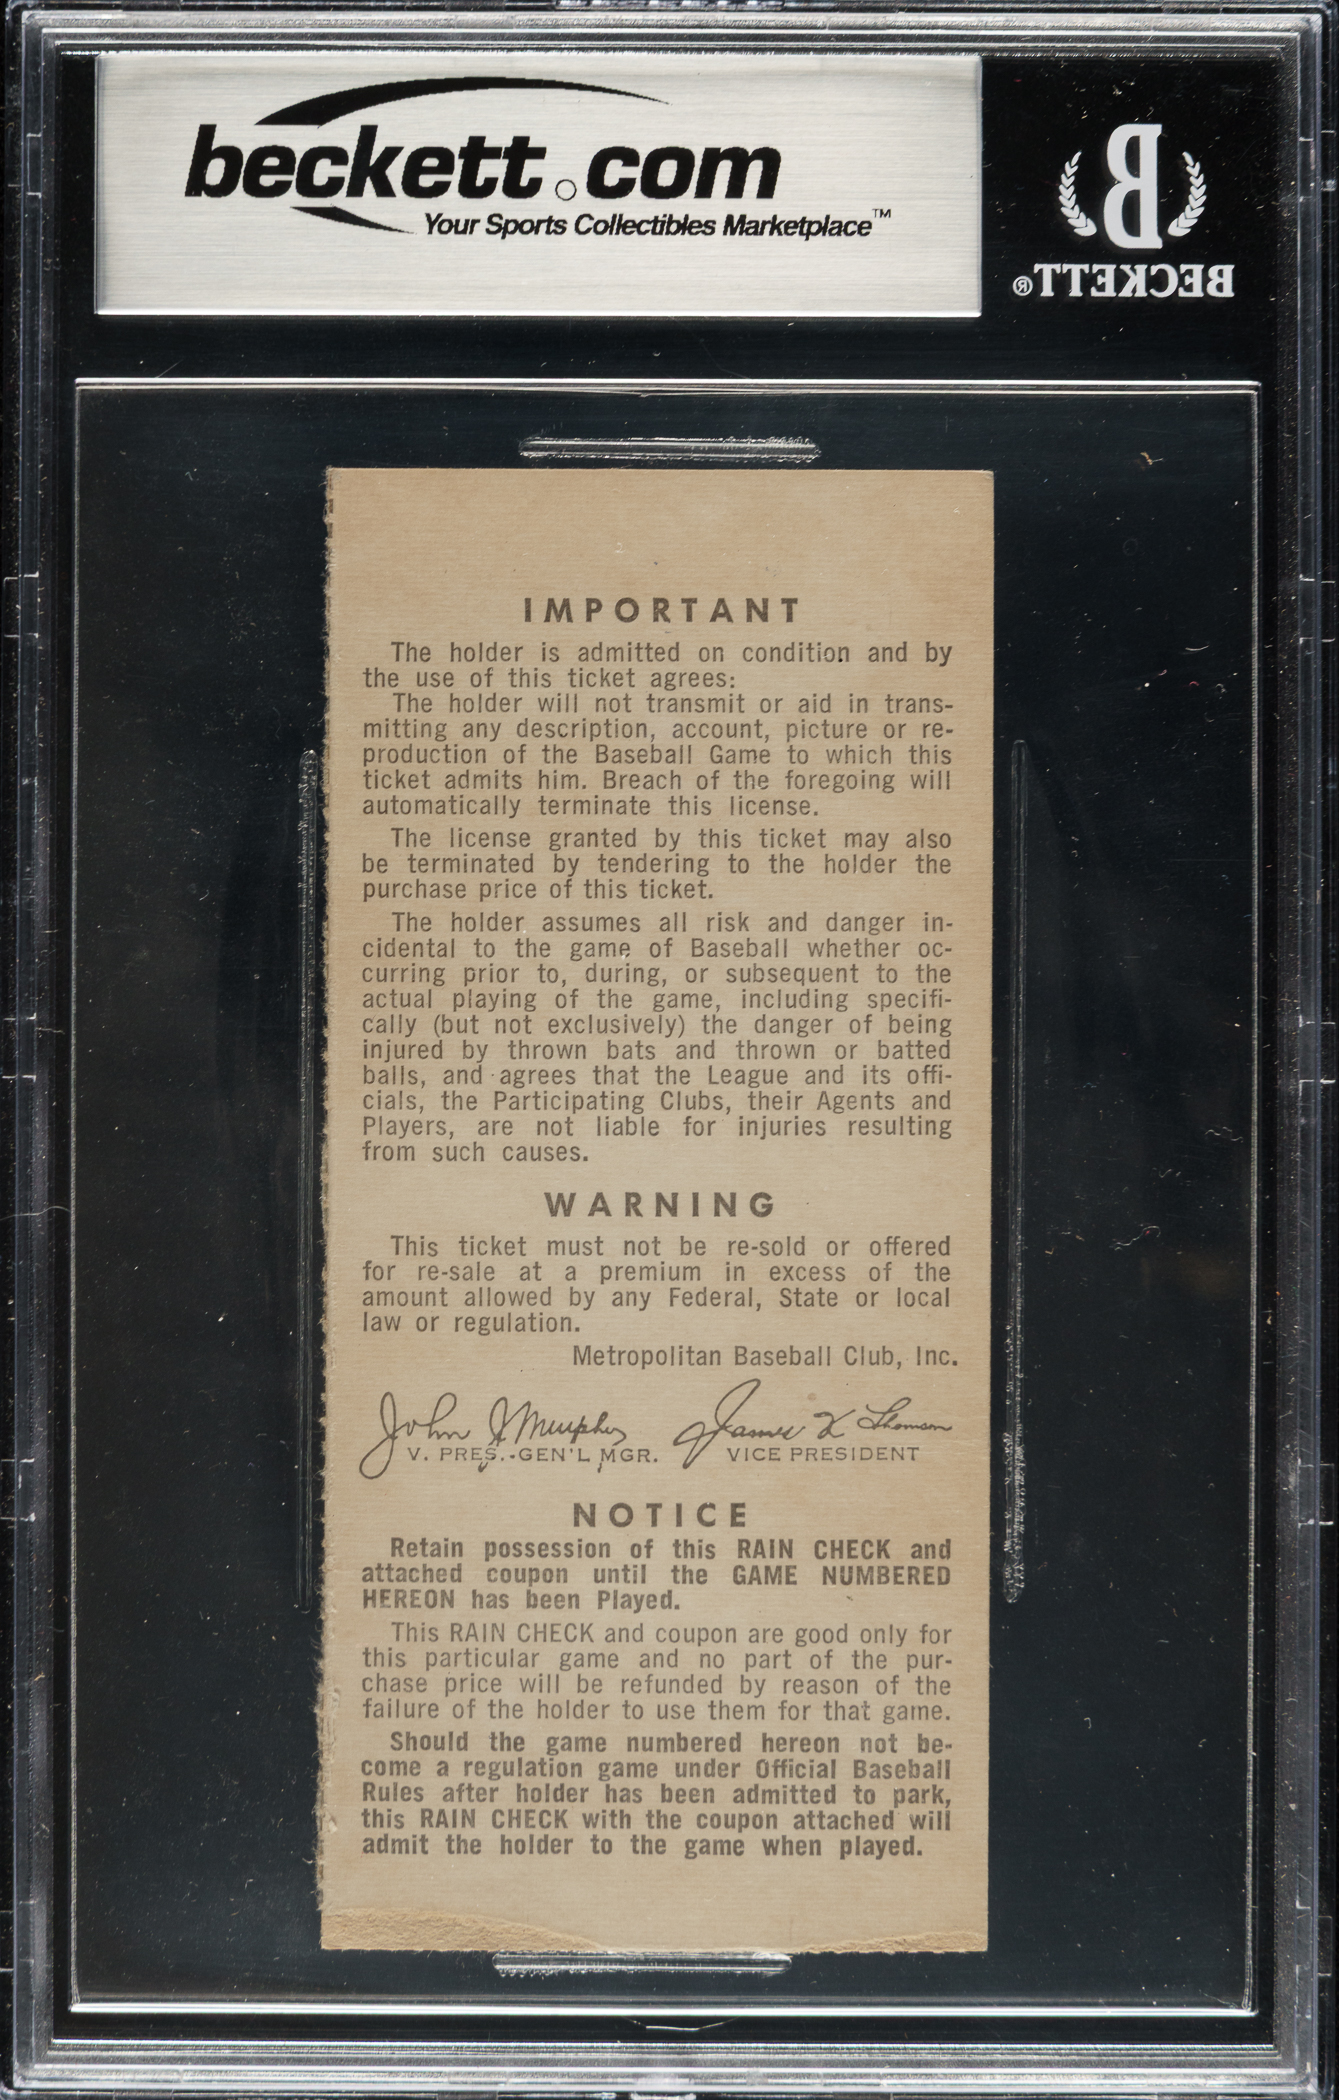 beckett.com
Your Sports Collectibles Marketplace™
B
BECKETT®
IMPORTANT
The holder is admitted on condition and by
the use of this ticket agrees:
The holder will not transmit or aid in trans-
mitting any description, account, picture or re-
production of the Baseball Game to which this
ticket admits him. Breach of the foregoing will
automatically terminate this license.
The license granted by this ticket may also
be terminated by tendering to the holder the
purchase price of this ticket.
The holder assumes all risk and danger in-
cidental to the game of Baseball whether oc-
curring prior to, during, or subsequent to the
actual playing of the game, including specifi-
cally (but not exclusively) the danger of being
injured by thrown bats and thrown or batted
balls, and agrees that the League and its offi-
cials, the Participating Clubs, their Agents and
Players, are not liable for injuries resulting
from such causes.
WARNING
This ticket must not be re-sold or offered
for re-sale at a premium in excess of the
amount allowed by any Federal, State or local
law or regulation.
Metropolitan Baseball Club, Inc.
John J Murphy James K Thomson
V. PRES.-GEN'L MGR. VICE PRESIDENT
NOTICE
Retain possession of this RAIN CHECK and
attached coupon until the GAME NUMBERED
HEREON has been Played.
This RAIN CHECK and coupon are good only for
this particular game and no part of the pur-
chase price will be refunded by reason of the
failure of the holder to use them for that game.
Should the game numbered hereon not be-
come a regulation game under Official Baseball
Rules after holder has been admitted to park,
this RAIN CHECK with the coupon attached will
admit the holder to the game when played.